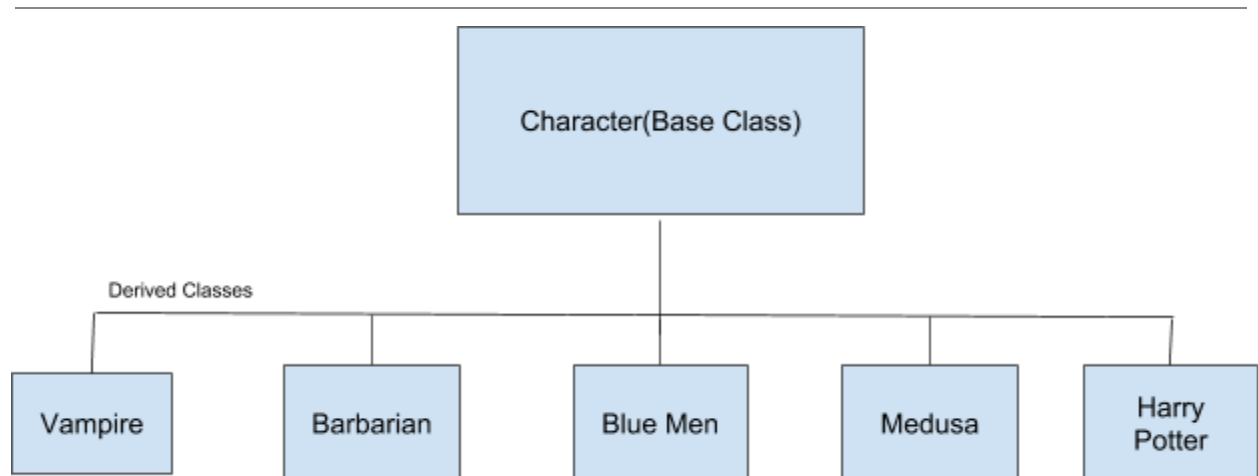 Character(Base Class)
Derived Classes
Vampire
Barbarian
Blue Men
Medusa
Harry
Potter